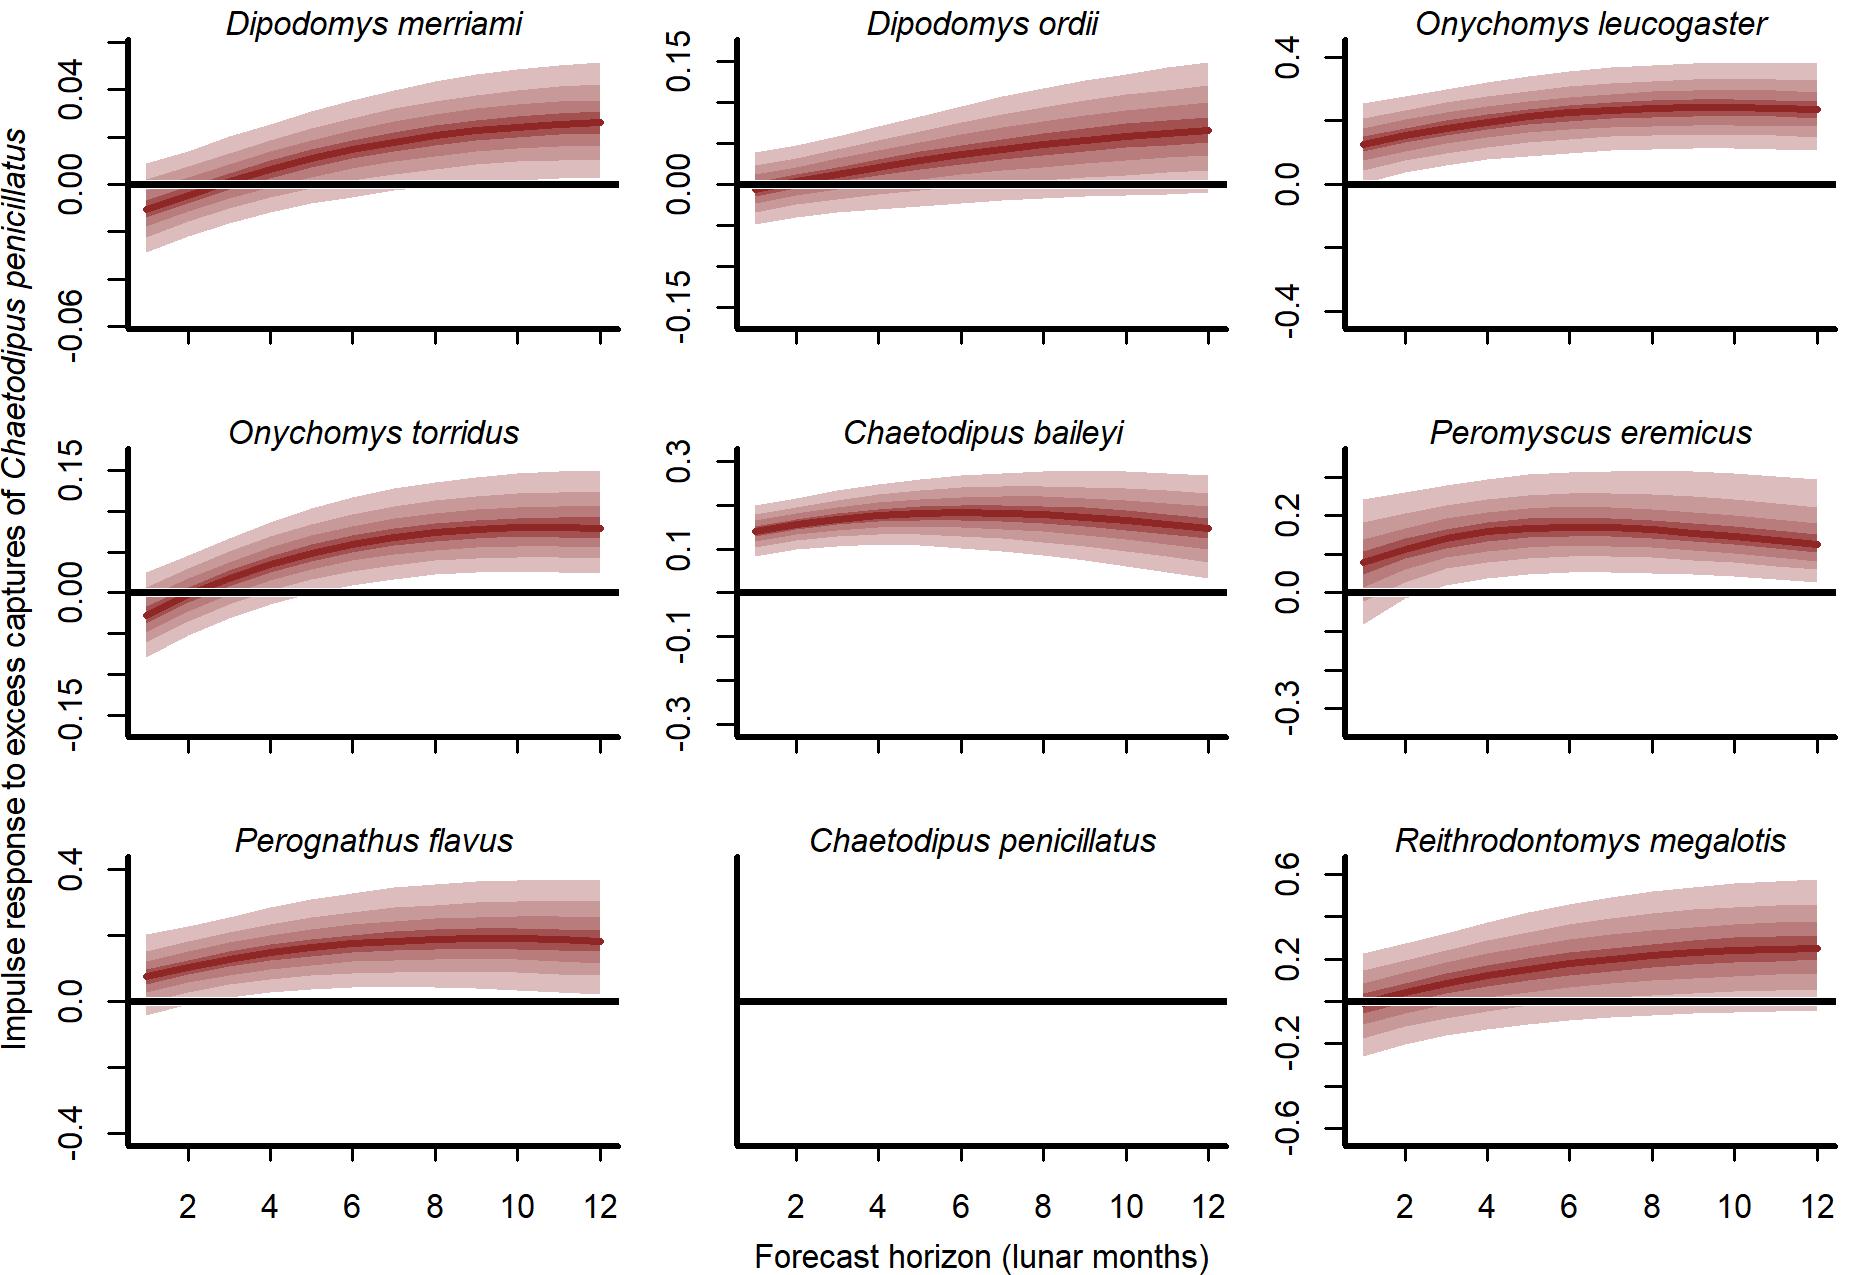 Impulse response to excess captures of Chaetodipus penicillatus
Dipodomys merriami
0.04
0.00
-0.06
Dipodomys ordii
0.15
0.00
-0.15
Onychomys leucogaster
0.4
0.0
-0.4
Onychomys torridus
0.15
0.00
-0.15
Chaetodipus baileyi
0.3
0.1
-0.1
-0.3
Peromyscus eremicus
0.2
0.0
-0.3
Perognathus flavus
0.4
0.0
-0.4
2 4 6 8 10 12
Chaetodipus penicillatus
2 4 6 8 10 12
Reithrodontomys megalotis
0.6
0.2
-0.2
-0.6
2 4 6 8 10 12
Forecast horizon (lunar months)